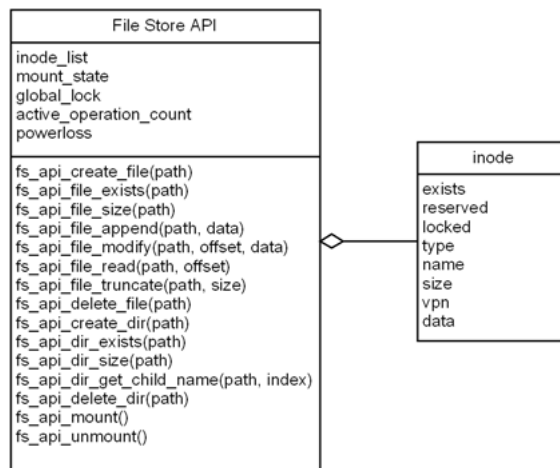 File Store API
inode_list
mount_state
global_lock
active_operation_count
powerloss
fs_api_create_file(path)
fs_api_file_exists(path)
fs_api_file_size(path)
fs_api_file_append(path, data)
fs_api_file_modify(path, offset, data)
fs_api_file_read(path, offset)
fs_api_file_truncate(path, size)
fs_api_delete_file(path)
fs_api_create_dir(path)
fs_api_dir_exists(path)
fs_api_dir_size(path)
fs_api_dir_get_child_name(path, index)
fs_api_delete_dir(path)
fs_api_mount()
fs_api_unmount()
inode
exists
reserved
locked
type
name
size
vpn
data